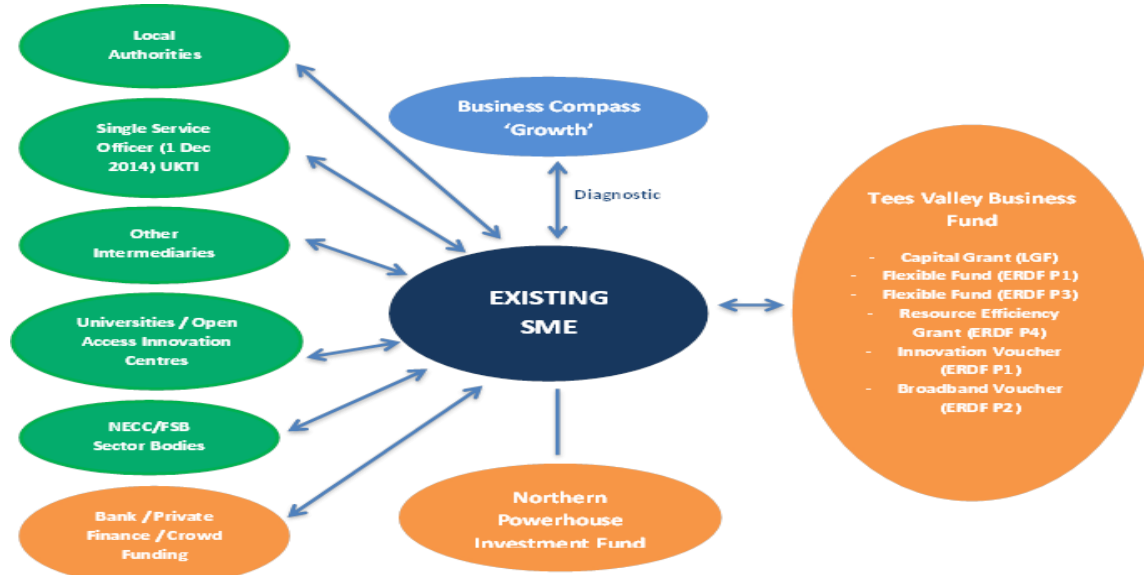 Local
Authorities
Single Service
Officer (1 Dec
2014) UKTI
Other
Intermediaries
Universities / Open
Access Innovation
Centres
NECC/FSB
Sector Bodies
Bank / Private
Finance / Crowd
Funding
Business Compass
‘Growth’
Diagnostic
EXISTING
SME
Northern
Powerhouse
Investment Fund
Tees Valley Business
Fund
- Capital Grant (LGF)
- Flexible Fund (ERDF P1)
- Flexible Fund (ERDF P3)
- Resource Efficiency
Grant (ERDF P4)
- Innovation Voucher
(ERDF P1)
- Broadband Voucher
(ERDF P2)